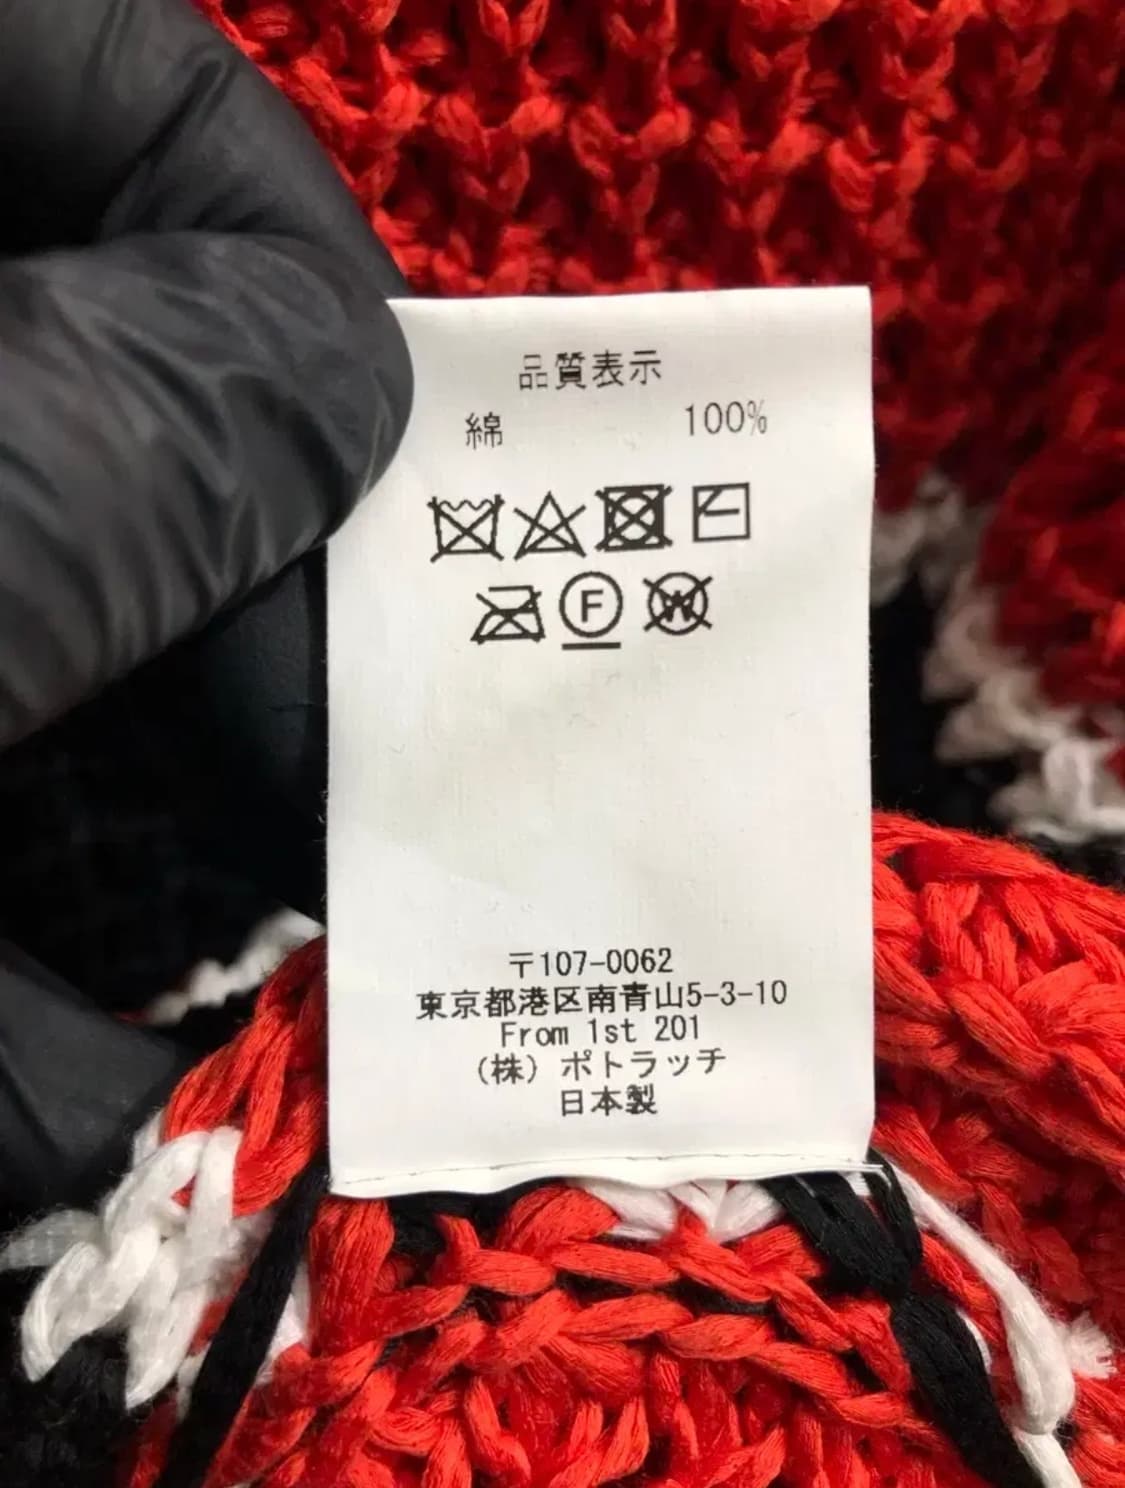 品質表示
綿 100%
F
W
〒107-0062
東京都港区南青山5-3-10
From 1st 201
(株) ポトラッチ
日本製